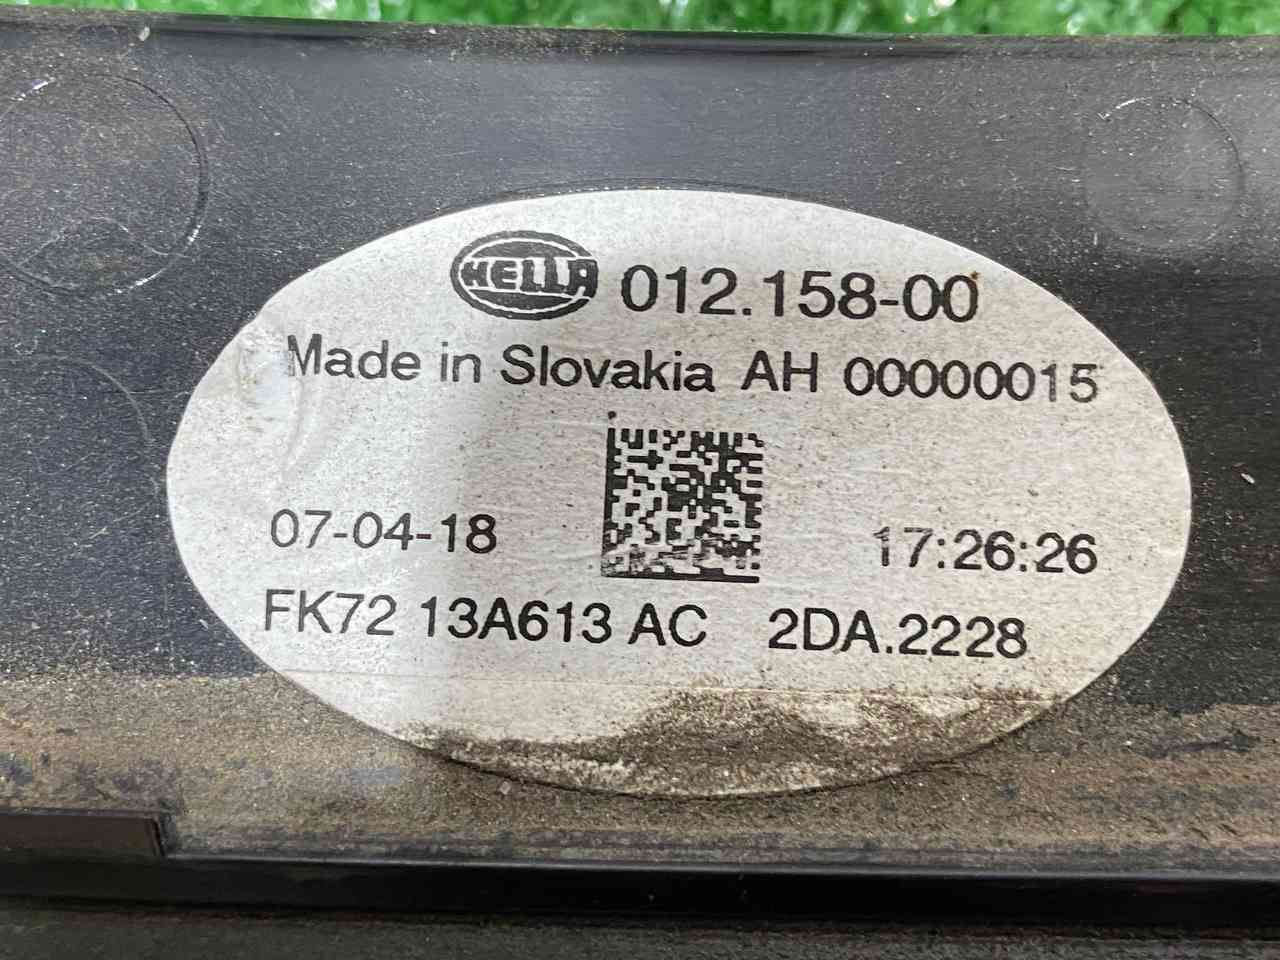 HELLA 012.158-00
Made in Slovakia AH 00000015
07-04-18 17:26:26
FK72 13A613 AC 2DA.2228